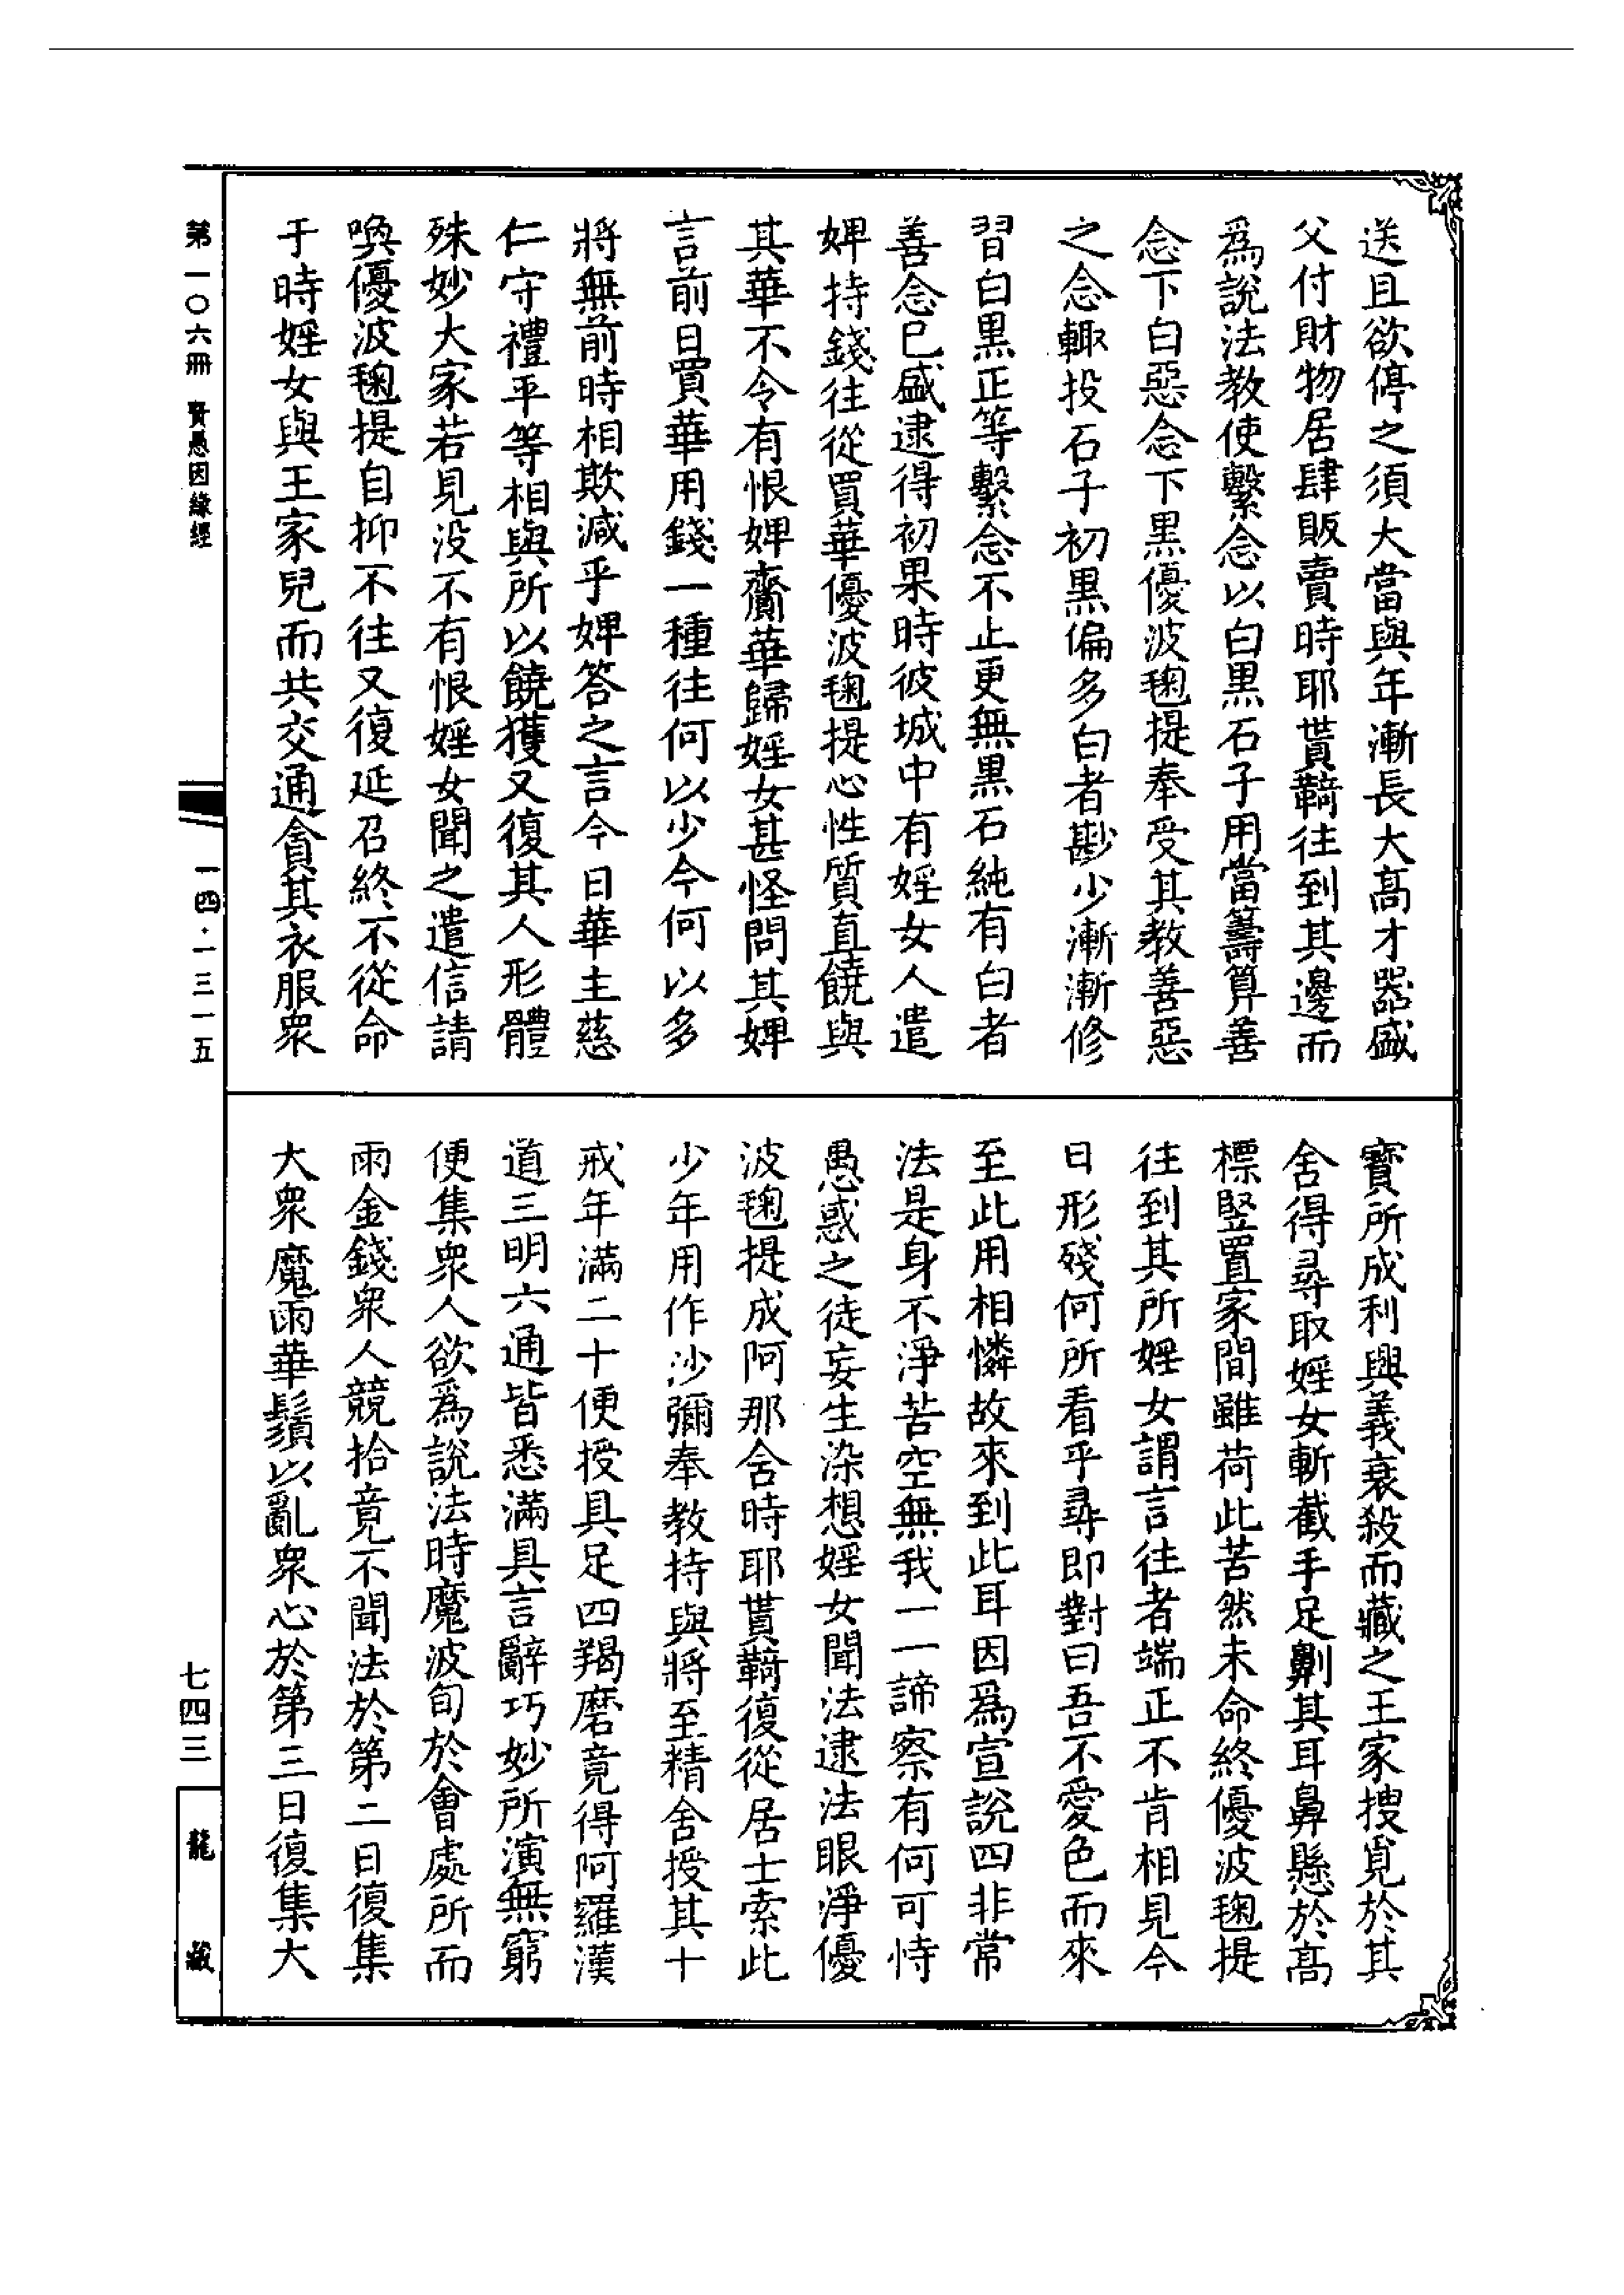 送且欲停之須大當與年漸長大高才器盛
父付財物居肆販賣時耶貰䩭往到其邊而
為說法教使繫念以白黑石子用當籌算善
念下白惡念下黑優波毱提奉受其教善惡
之念輙投石子初黑偏多白者尠少漸漸修
習白黑正等繫念不止更無黑石純有白者
善念已盛逮得初果時彼城中有婬女人遣
婢持錢往從買華優波毱提心性質直饒與
其華不令有恨婢齎華歸婬女甚怪問其婢
言前日買華用錢一種往何以少今何以多
將無前時相欺減乎婢答之言今日華主慈
仁守禮平等相與所以饒獲又復其人形體
殊妙大家若見没不有恨婬女聞之遣信請
喚優波毱提自抑不往又復延召終不從命
于時婬女與王家兒而共交通貪其衣服衆
寶所成利興義衰殺而藏之王家搜覓於其
舍得尋取婬女斬截手足劓其耳鼻懸於高
標竪置家間雖荷此苦然未命終優波毱提
往到其所婬女謂言往者端正不肯相見今
日形殘何所看乎尋即對曰吾不愛色而來
至此用相憐故來到此耳因為宣說四非常
法是身不淨苦空無我一一諦察有何可恃
愚惑之徒妄生染想婬女聞法逮法眼淨優
波毱提成阿那舍時耶貰䩭復從居士索此
少年用作沙彌奉教持與將至精舍授其十
戒年滿二十便授具足四羯磨竟得阿羅漢
道三明六通皆悉滿具言辭巧妙所演無窮
便集衆人欲為說法時魔波旬於會處所而
雨金錢衆人競拾竟不聞法於第二日復集
大衆魔雨華鬘以亂衆心於第三日復集大
第一〇六冊 賢愚因緣經
一四·一三一五
七四三
龍藏